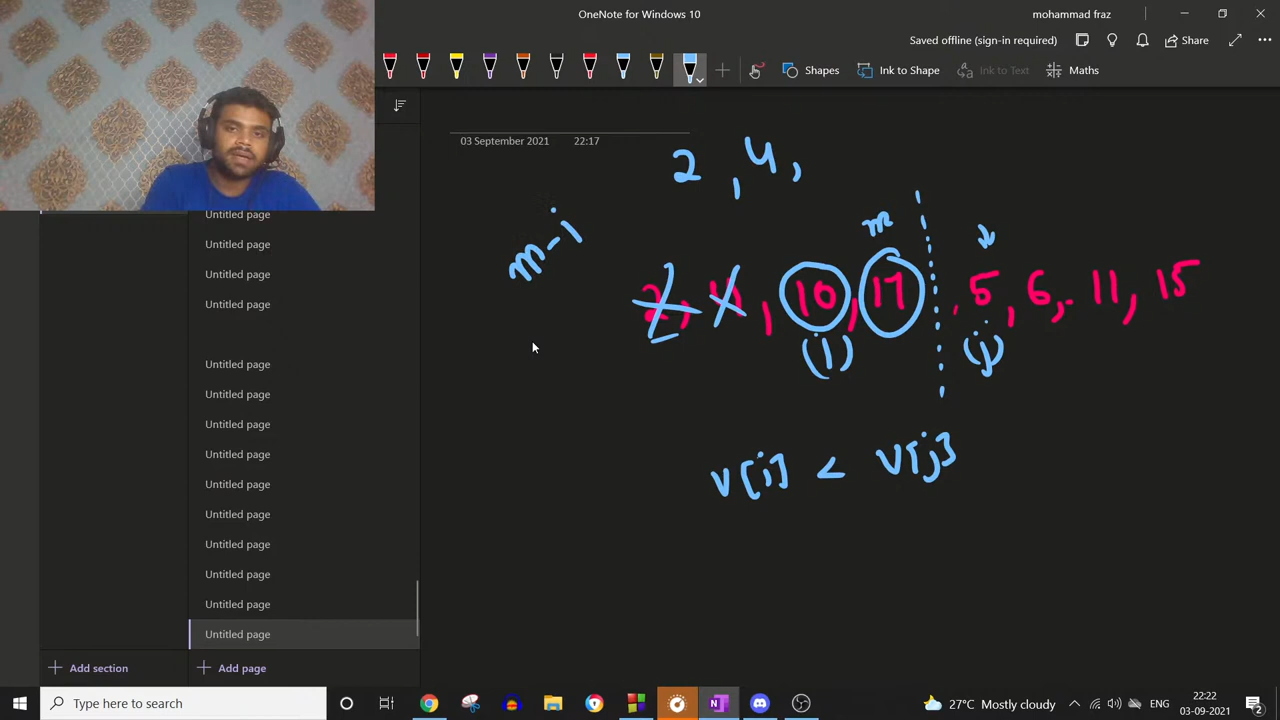 OneNote for Windows 10
mohammad fraz
Saved offline (sign-in required)
Share
Shapes
Ink to Shape
Ink to Text
Maths
03 September 2021 22:17
2 , 4 ,
m-i
m
2, 4, 10, 17 , 5, 6, 11, 15
(i) (j)
v[i] < v[j]
Untitled page
Untitled page
Untitled page
Untitled page
Untitled page
Untitled page
Untitled page
Untitled page
Untitled page
Untitled page
Untitled page
Untitled page
Untitled page
Untitled page
Add section
Add page
Type here to search
27°C Mostly cloudy
ENG
22:22
03-09-2021
2